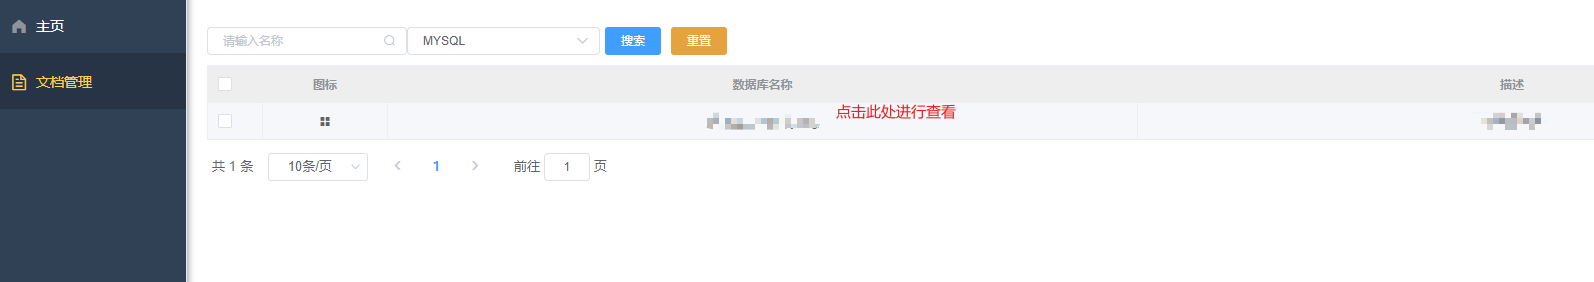 主页
文档管理
请输入名称 MYSQL 搜索 重置
图标 数据库名称 描述
点击此处进行查看
共 1 条 10条/页 1 前往 1 页